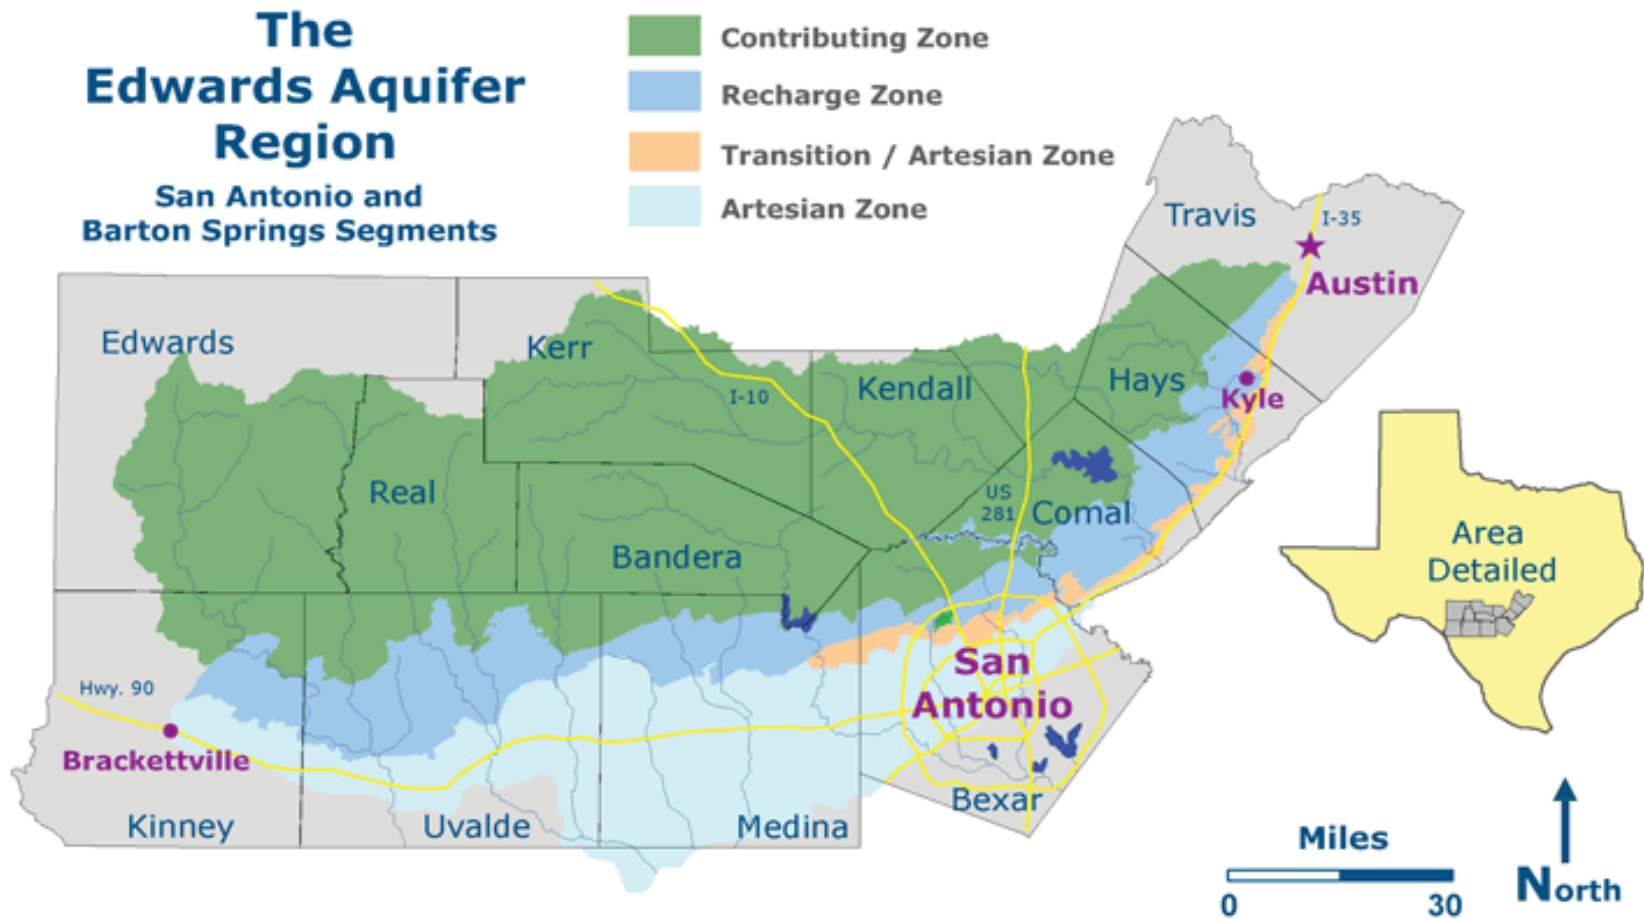 The
Edwards Aquifer
Region
San Antonio and
Barton Springs Segments
Contributing Zone
Recharge Zone
Transition / Artesian Zone
Artesian Zone
Travis
I-35
Austin
Edwards
Kerr
Kendall
Hays
I-10
Kyle
Real
US
281
Comal
Bandera
Area
Detailed
San
Antonio
Hwy. 90
Brackettville
Bexar
Kinney
Uvalde
Medina
Miles
0 30
North